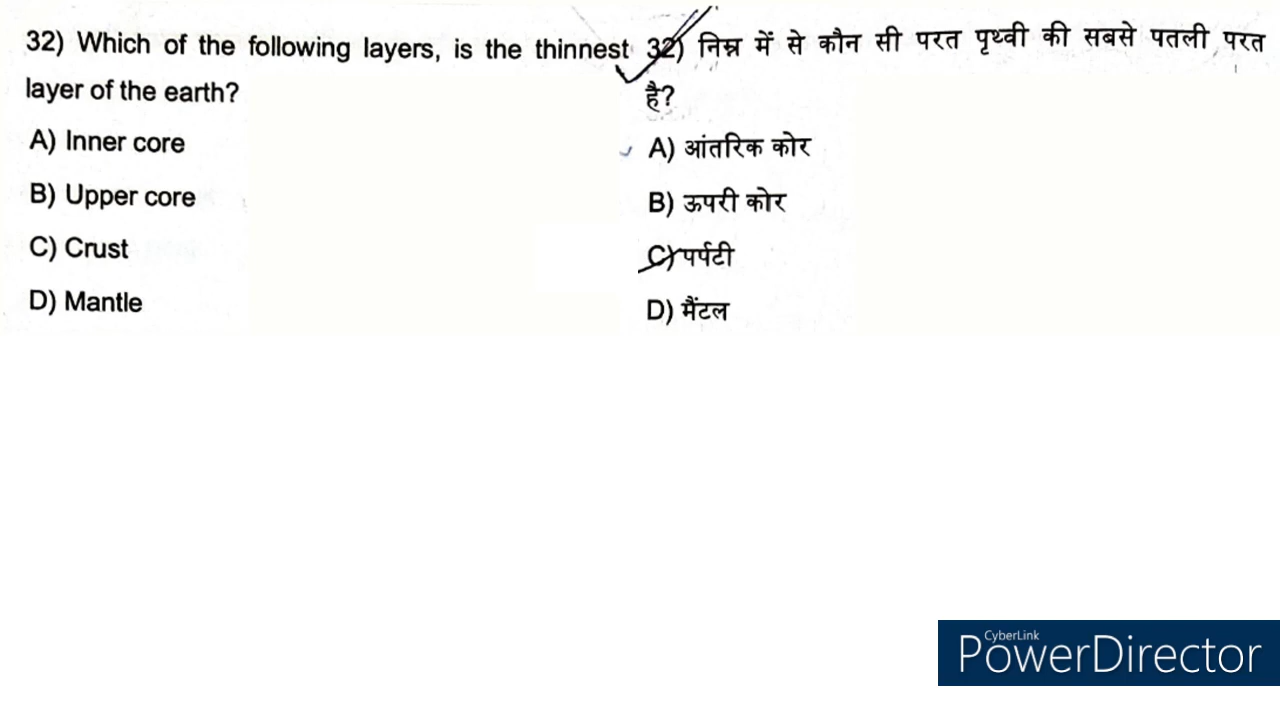 32) Which of the following layers, is the thinnest
layer of the earth?
A) Inner core
B) Upper core
C) Crust
D) Mantle
32) निम्न में से कौन सी परत पृथ्वी की सबसे पतली परत
है?
A) आंतरिक कोर
B) ऊपरी कोर
C) पर्पटी
D) मैंटल
CyberLink
PowerDirector